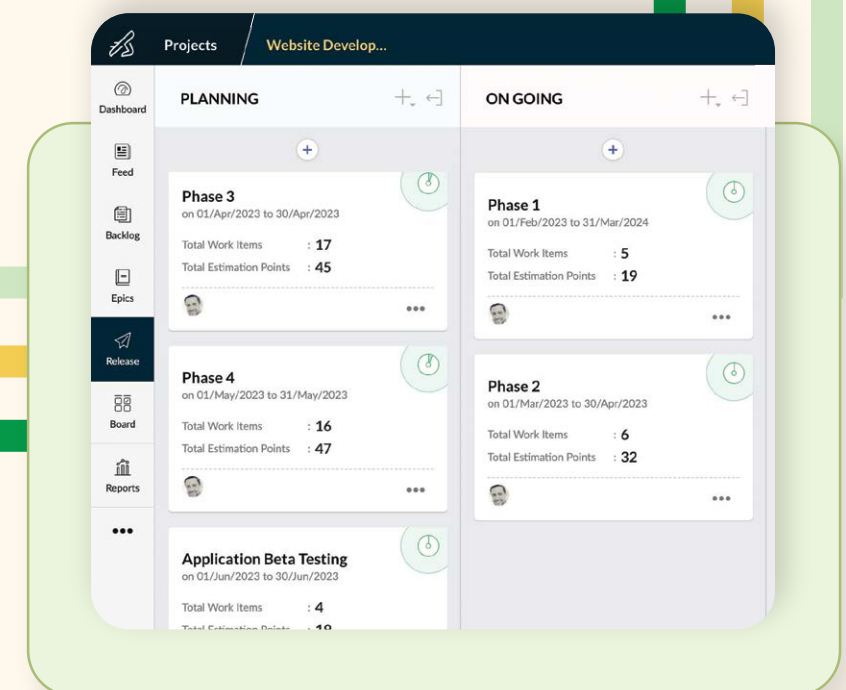 Projects
Website Develop...
Dashboard
Feed
Backlog
Epics
Release
Board
Reports
PLANNING
Phase 3
on 01/Apr/2023 to 30/Apr/2023
Total Work Items : 17
Total Estimation Points : 45
Phase 4
on 01/May/2023 to 31/May/2023
Total Work Items : 16
Total Estimation Points : 47
Application Beta Testing
on 01/Jun/2023 to 30/Jun/2023
Total Work Items : 4
Total Estimation Points :
ON GOING
Phase 1
on 01/Feb/2023 to 31/Mar/2024
Total Work Items : 5
Total Estimation Points : 19
Phase 2
on 01/Mar/2023 to 30/Apr/2023
Total Work Items : 6
Total Estimation Points : 32